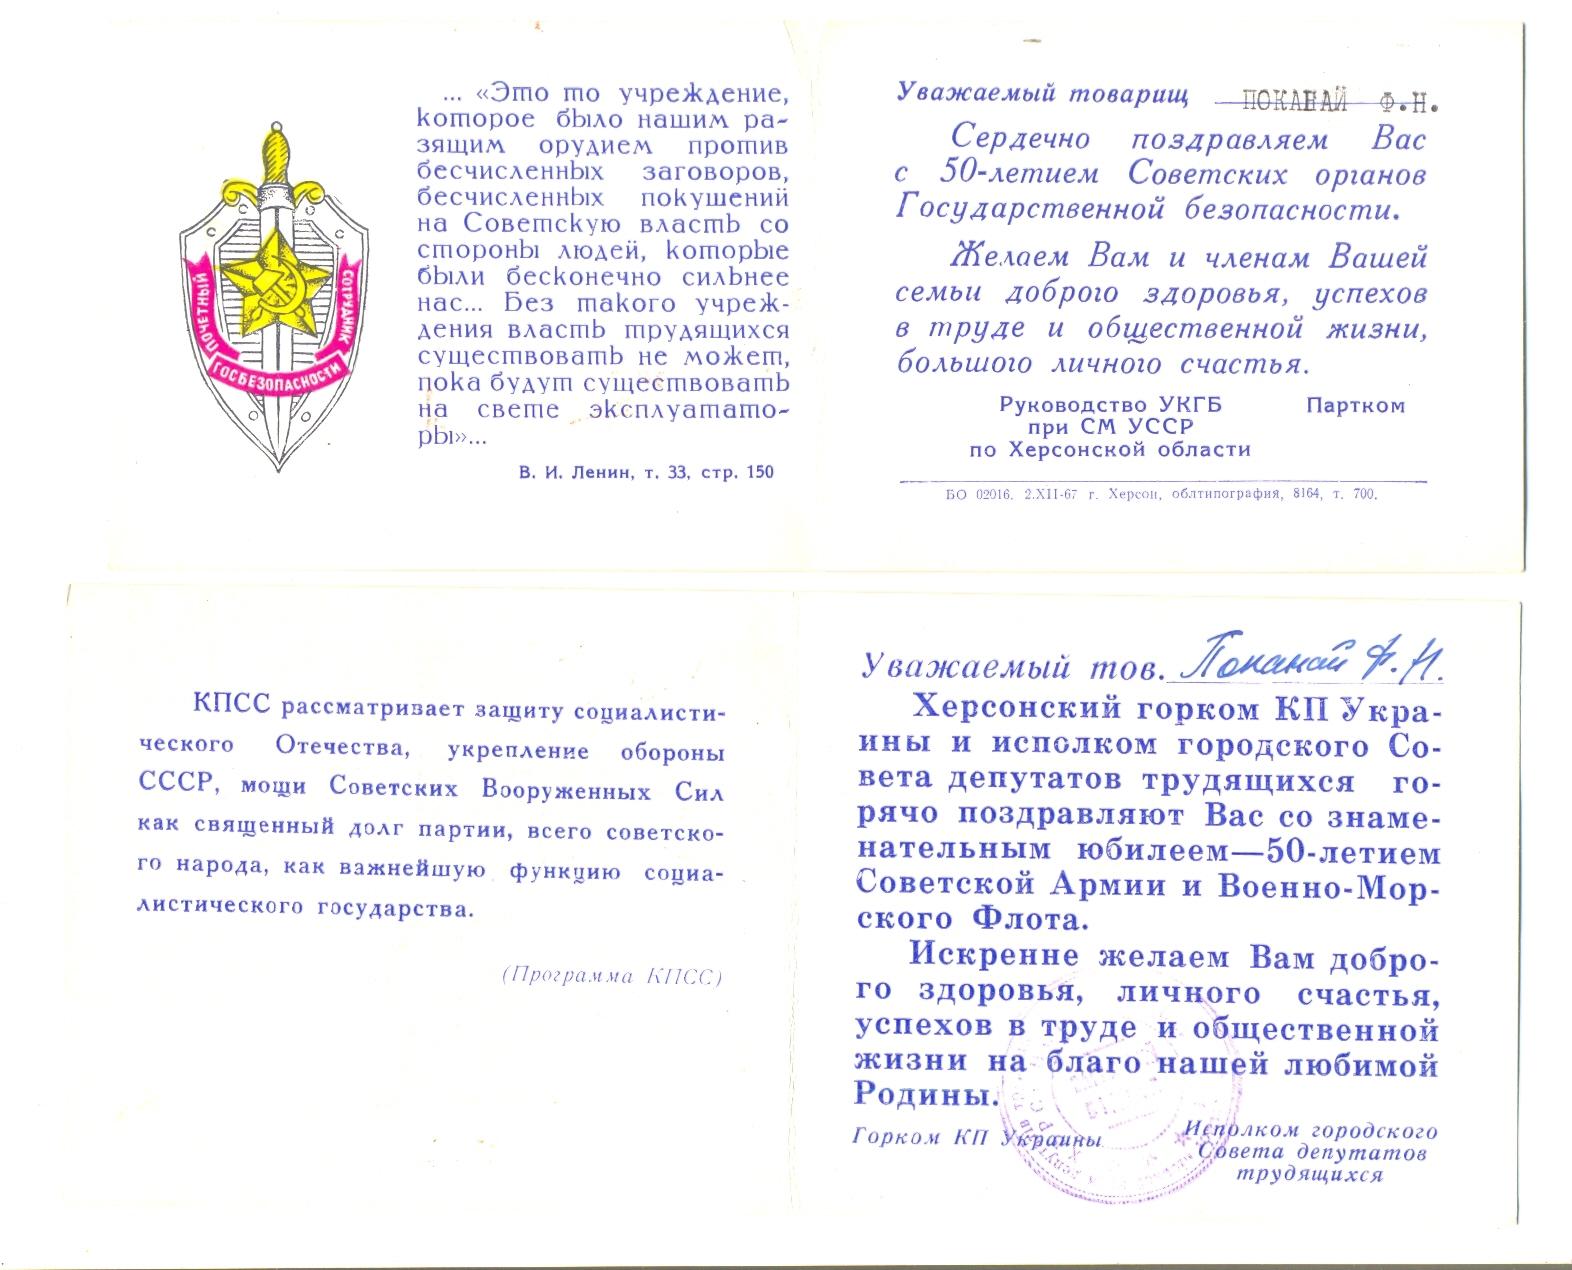 ... «Это то учреждение,
которое было нашим ра-
зящим орудием против
бесчисленных заговоров,
бесчисленных покушений
на Советскую власть со
стороны людей, которые
были бесконечно сильнее
нас... Без такого учреж-
дения власть трудящихся
существовать не может,
пока будут существовать
на свете эксплуатато-
ры»...
В. И. Ленин, т. 33, стр. 150
ПОЧЕТНЫЙ
СОТРУДНИК
ГОСБЕЗОПАСНОСТИ
Уважаемый товарищ ПОКАНАЙ Ф.Н.
Сердечно поздравляем Вас
с 50-летием Советских органов
Государственной безопасности.
Желаем Вам и членам Вашей
семьи доброго здоровья, успехов
в труде и общественной жизни,
большого личного счастья.
Руководство УКГБ Партком
при СМ УССР
по Херсонской области
БО 02016. 2.XII-67 г. Херсон, облтипография, 8164, т. 700.
КПСС рассматривает защиту социалисти-
ческого Отечества, укрепление обороны
СССР, мощи Советских Вооруженных Сил
как священный долг партии, всего советско-
го народа, как важнейшую функцию социа-
листического государства.
(Программа КПСС)
Уважаемый тов. Поканай Ф. Н.
Херсонский горком КП Укра-
ины и исполком городского Со-
вета депутатов трудящихся го-
рячо поздравляют Вас со знаме-
нательным юбилеем—50-летием
Советской Армии и Военно-Мор-
ского Флота.
Искренне желаем Вам добро-
го здоровья, личного счастья,
успехов в труде и общественной
жизни на благо нашей любимой
Родины.
Горком КП Украины
Исполком городского
Совета депутатов
трудящихся